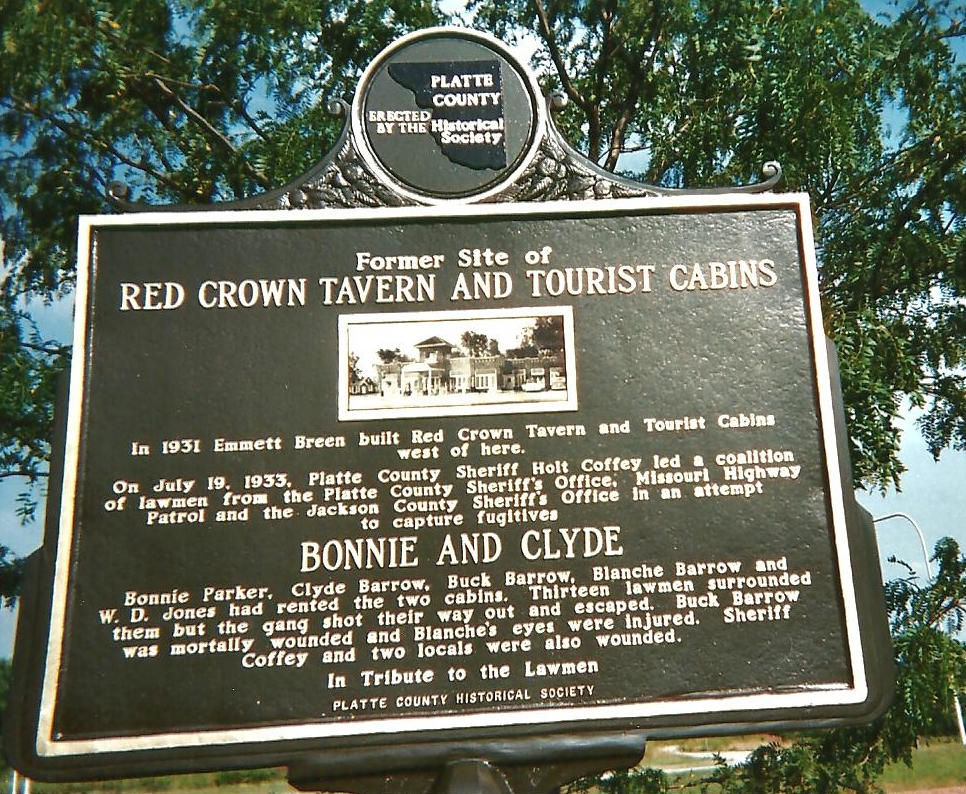 PLATTE
COUNTY
ERECTED
BY THE Historical
Society
Former Site of
RED CROWN TAVERN AND TOURIST CABINS
In 1931 Emmett Breen built Red Crown Tavern and Tourist Cabins
west of here.
On July 19, 1933, Platte County Sheriff Holt Coffey led a coalition
of lawmen from the Platte County Sheriff's Office, Missouri Highway
Patrol and the Jackson County Sheriff's Office in an attempt
to capture fugitives
BONNIE AND CLYDE
Bonnie Parker, Clyde Barrow, Buck Barrow, Blanche Barrow and
W. D. Jones had rented the two cabins. Thirteen lawmen surrounded
them but the gang shot their way out and escaped. Buck Barrow
was mortally wounded and Blanche's eyes were injured. Sheriff
Coffey and two locals were also wounded.
In Tribute to the Lawmen
PLATTE COUNTY HISTORICAL SOCIETY